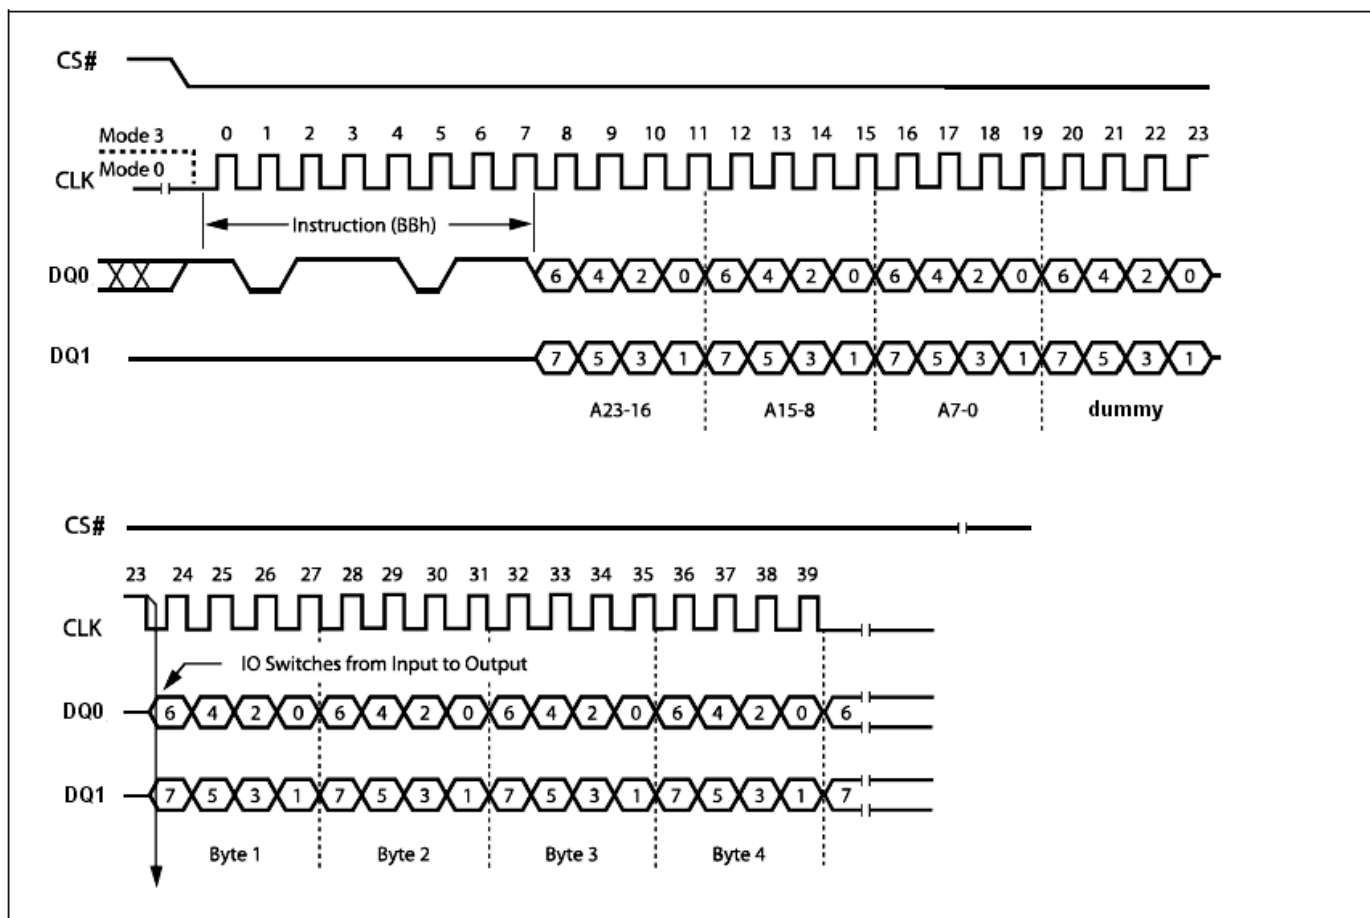 CS#
Mode 3
0 1 2 3 4 5 6 7 8 9 10 11 12 13 14 15 16 17 18 19 20 21 22 23
Mode 0
CLK
Instruction (BBh)
DQ0
6 4 2 0 6 4 2 0 6 4 2 0 6 4 2 0
DQ1
7 5 3 1 7 5 3 1 7 5 3 1 7 5 3 1
A23-16 A15-8 A7-0 dummy
CS#
23 24 25 26 27 28 29 30 31 32 33 34 35 36 37 38 39
CLK
IO Switches from Input to Output
DQ0
6 4 2 0 6 4 2 0 6 4 2 0 6 4 2 0 6
DQ1
7 5 3 1 7 5 3 1 7 5 3 1 7 5 3 1 7
Byte 1 Byte 2 Byte 3 Byte 4